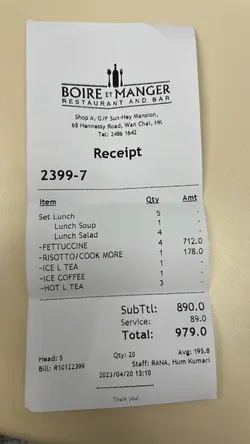 BOIRE ET MANGER
RESTAURANT AND BAR
Shop A, G/F Sun Hey Mansion,
68 Hennessy Road, Wan Chai, HK
Tel: 2486 1642
Receipt
2399-7
Item Qty Amt
Set Lunch 5 -
Lunch Soup 1 -
Lunch Salad 4 -
-FETTUCCINE 4 712.0
-RISOTTO/COOK MORE 1 178.0
-ICE L TEA 1 -
-ICE COFFEE 1 -
-HOT L TEA 3 -
SubTtl: 890.0
Service: 89.0
Total: 979.0
Head: 5 Qty: 20 Avg: 195.8
Bill: R10122399 Staff: RANA, Hum Kumari
2023/04/20 13:10
Thank you!